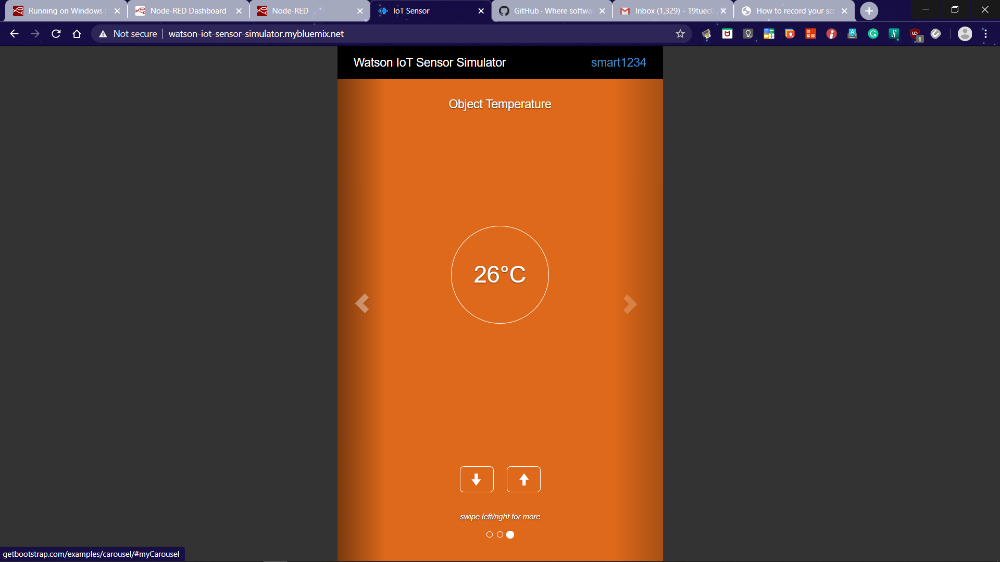 Running on Windows :
Node-RED Dashboard
Node-RED
IoT Sensor
GitHub · Where softwa
Inbox (1,329) - 19tuec0
How to record your scr
Not secure
watson-iot-sensor-simulator.mybluemix.net
1
Watson IoT Sensor Simulator
smart1234
Object Temperature
26°C
swipe left/right for more
getbootstrap.com/examples/carousel/#myCarousel